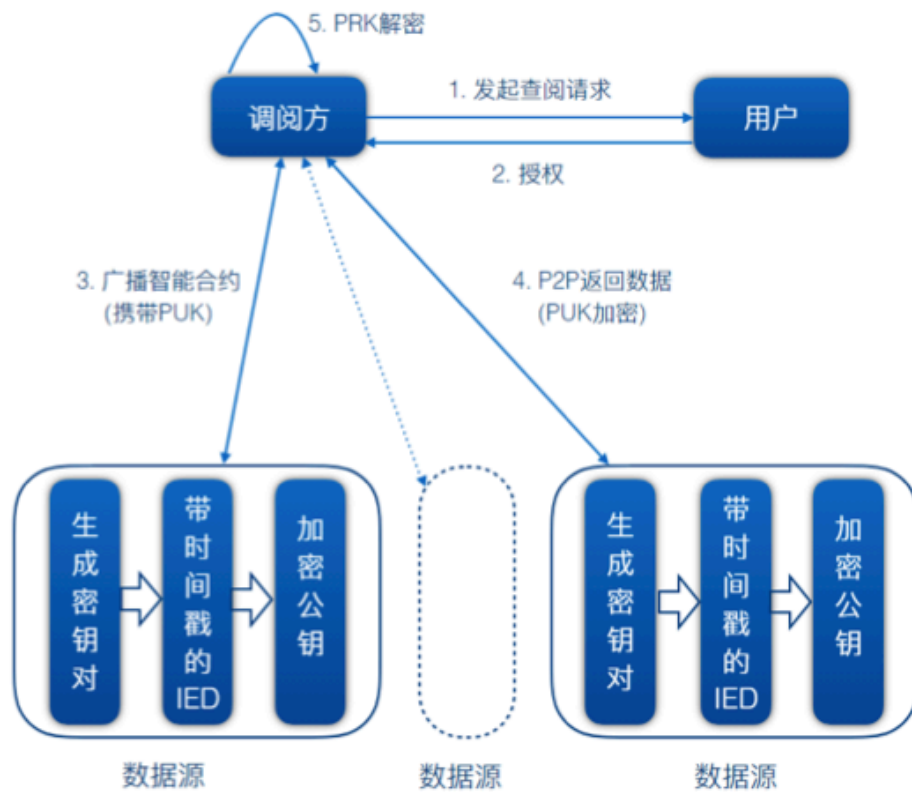 5. PRK解密
调阅方
1. 发起查阅请求
用户
2. 授权
3. 广播智能合约
(携带PUK)
4. P2P返回数据
(PUK加密)
生成密钥对
带时间戳的IED
加密公钥
生成密钥对
带时间戳的IED
加密公钥
数据源
数据源
数据源